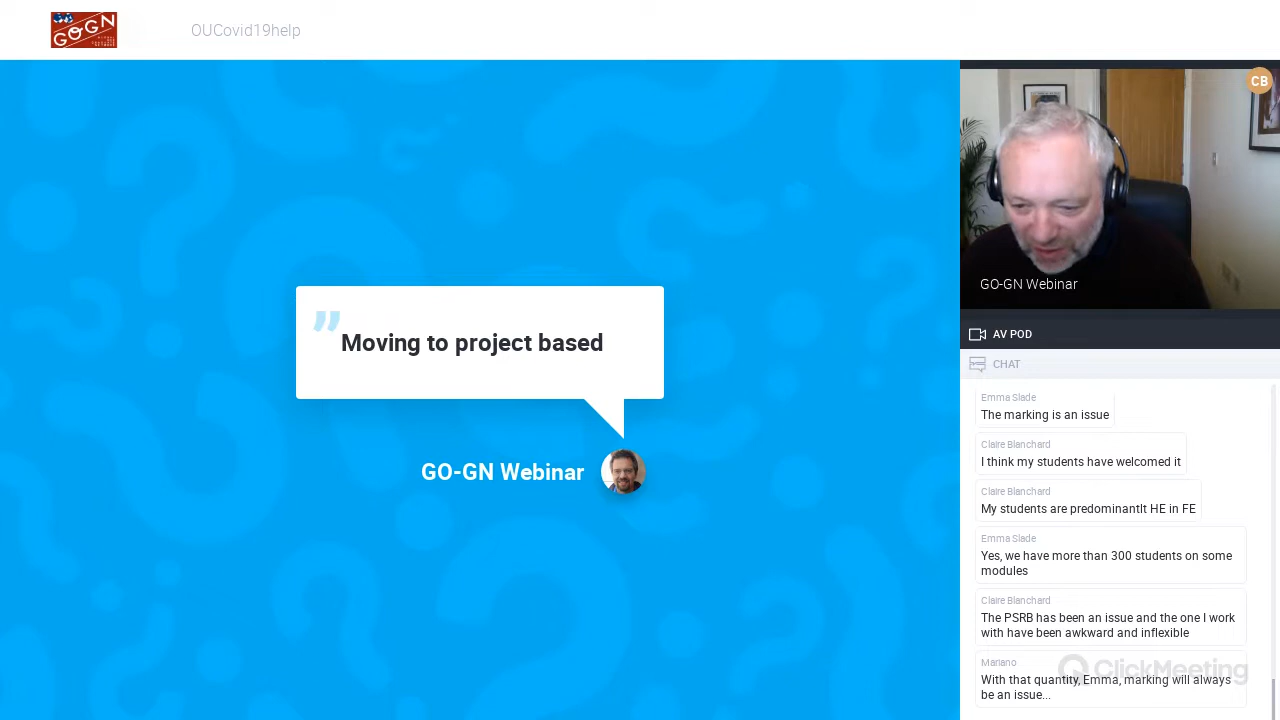 GOGN
OUCovid19help
CB
GO-GN Webinar
AV POD
CHAT
"
Moving to project based
GO-GN Webinar
Emma Slade
The marking is an issue
Claire Blanchard
I think my students have welcomed it
Claire Blanchard
My students are predominantlt HE in FE
Emma Slade
Yes, we have more than 300 students on some
modules
Claire Blanchard
The PSRB has been an issue and the one I work
with have been awkward and inflexible
Mariano
With that quantity, Emma, marking will always
be an issue...
ClickMeeting